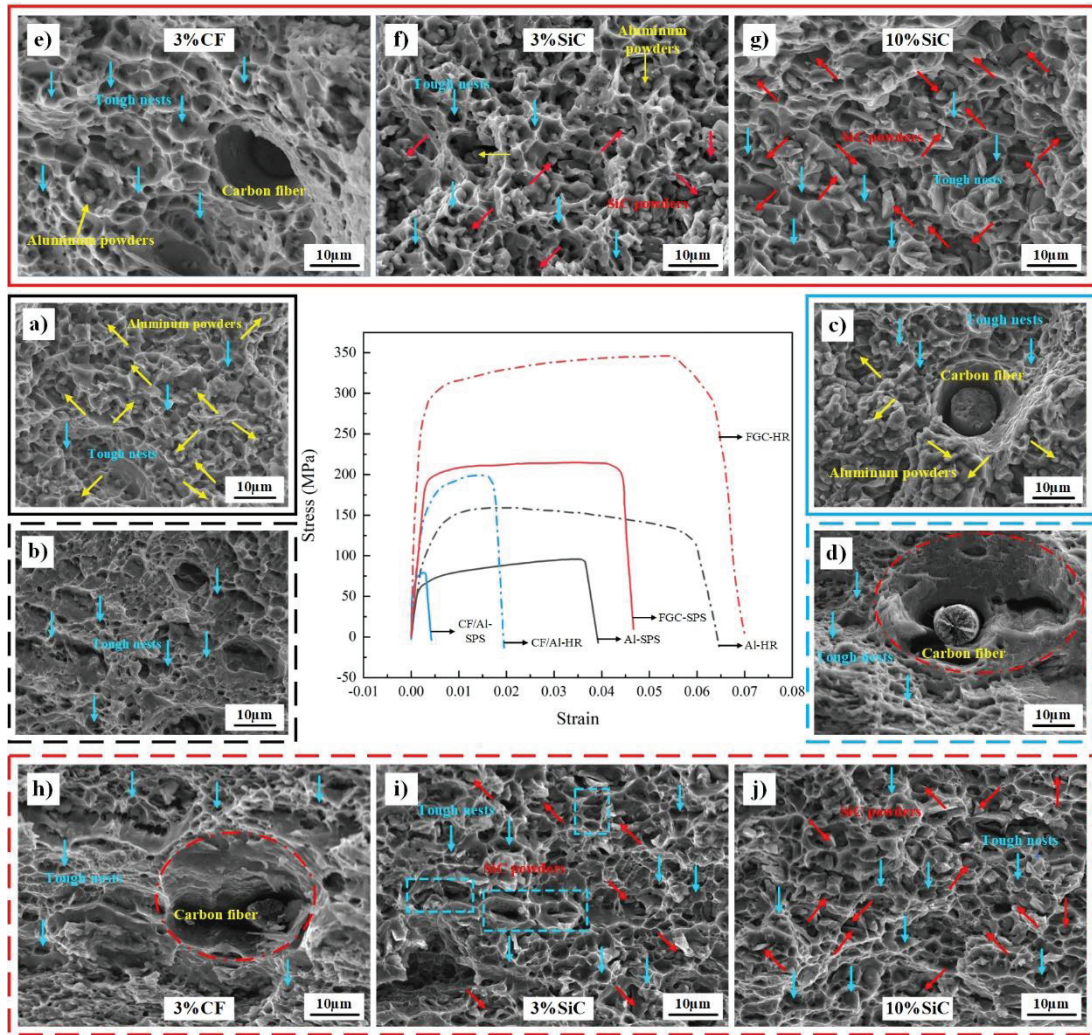 e)
3%CF
Tough nests
Carbon fiber
Aluminum powders
10μm
f)
3%SiC
Aluminum
powders
Tough nests
SiC powders
10μm
g)
10%SiC
SiC powders
Tough nests
10μm
a)
Aluminum powders
Tough nests
10μm
b)
Tough nests
10μm
Stress (MPa)
350
300
250
200
150
100
50
0
-50
-0.01
0.00
0.01
0.02
0.03
0.04
0.05
0.06
0.07
0.08
Strain
FGC-HR
FGC-SPS
CF/Al-
SPS
CF/Al-HR
Al-SPS
Al-HR
c)
Tough nests
Carbon fiber
Aluminum powders
10μm
d)
Tough nests
Carbon fiber
10μm
h)
Tough nests
Carbon fiber
3%CF
10μm
i)
Tough nests
SiC powders
3%SiC
10μm
j)
SiC powders
Tough nests
10%SiC
10μm